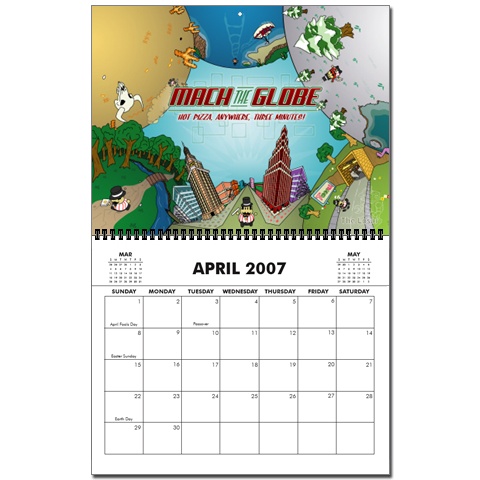 MACH THE GLOBE
HOT PIZZA, ANYWHERE, THREE MINUTES!
MAR
MAY
APRIL 2007
S M T W T F S
S M T W T F S
SUNDAY MONDAY TUESDAY WEDNESDAY THURSDAY FRIDAY SATURDAY
1 2 3 4 5 6 7
April Fool's Day Passover
8 9 10 11 12 13 14
Easter Sunday
15 16 17 18 19 20 21
22 23 24 25 26 27 28
Earth Day
29 30